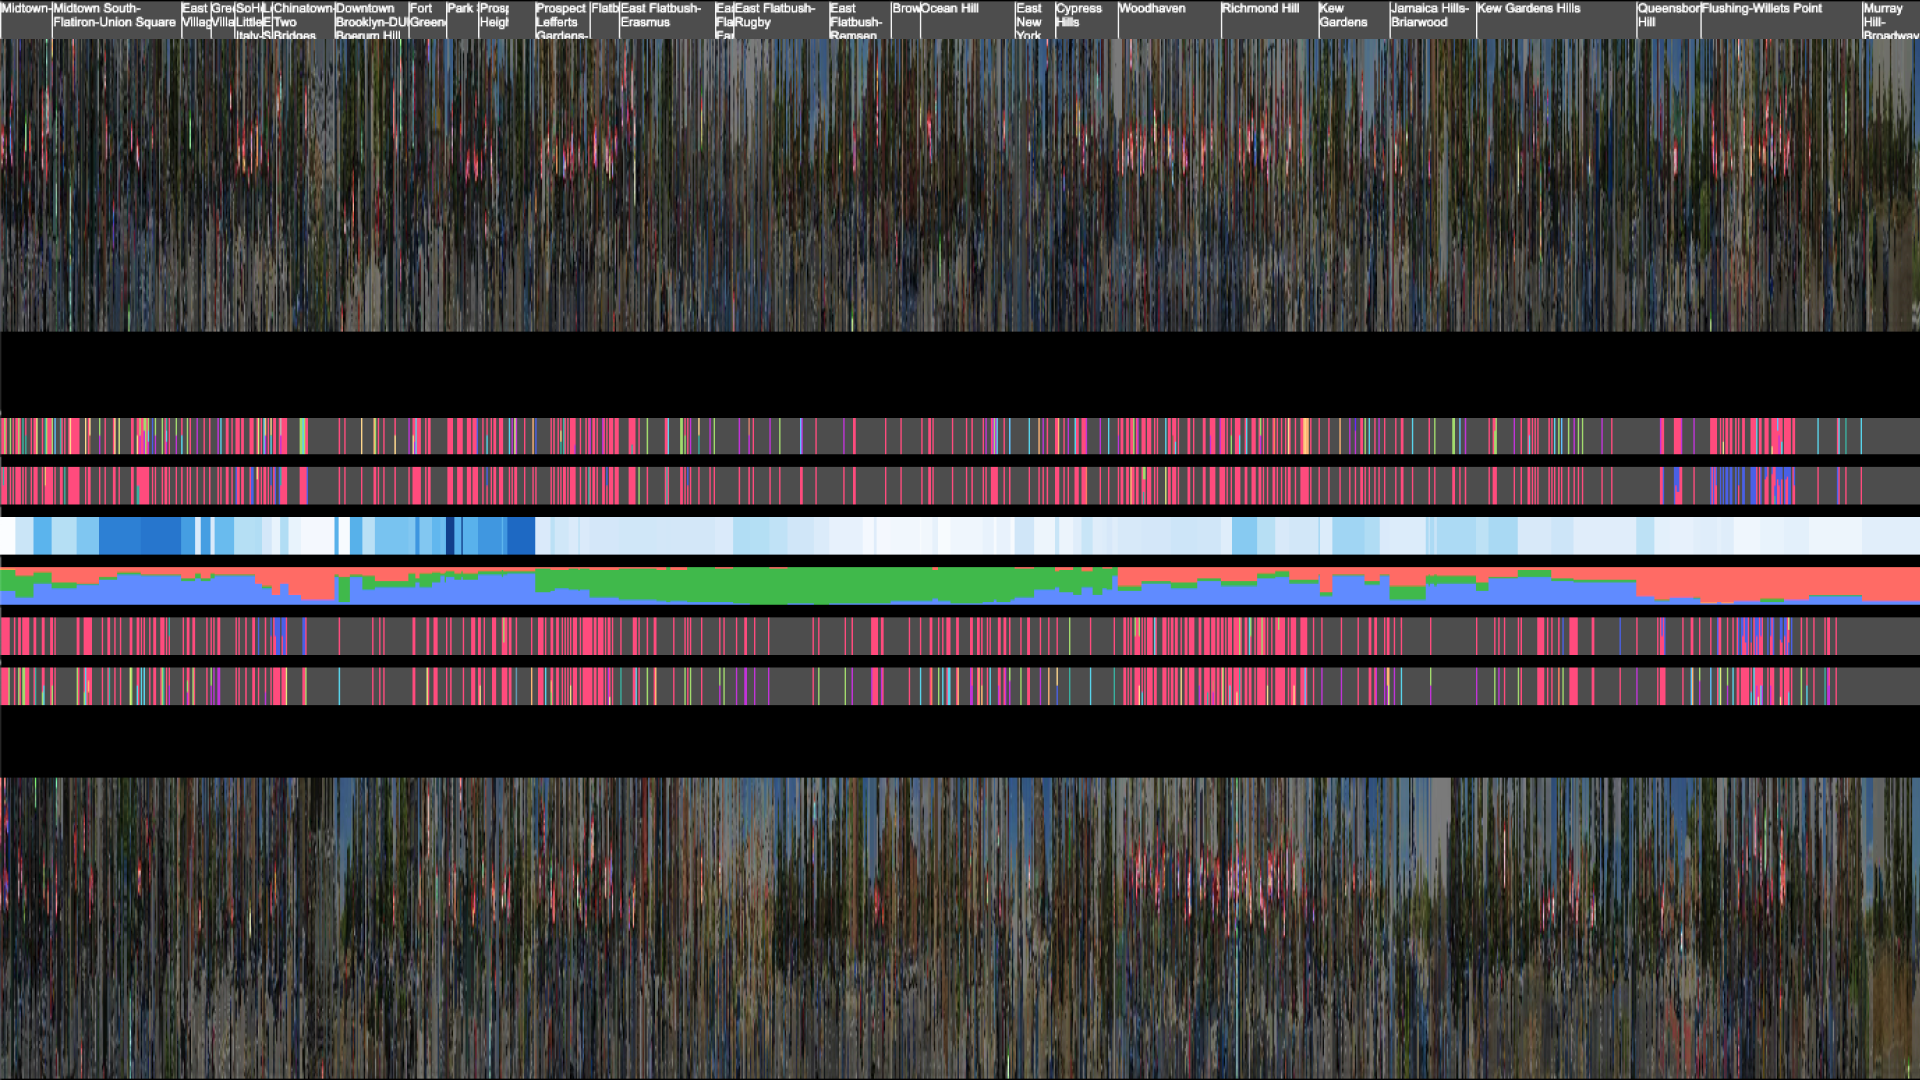 Midtown-
Midtown South-
Flatiron-Union Square
East
Villag
Gre
Villa
SoH
Little
Italy-S
Chinatown-
Two
Bridges
Downtown
Brooklyn-DU
Boerum Hill
Fort
Green
Park
Prosp
Heigh
Prospect
Lefferts
Gardens-
Flatb
East Flatbush-
Erasmus
Ea
Fla
Far
East Flatbush-
Rugby
East
Flatbush-
Remsen
Brow
Ocean Hill
East
New
York
Cypress
Hills
Woodhaven
Richmond Hill
Kew
Gardens
Jamaica Hills-
Briarwood
Kew Gardens Hills
Queensbor
Hill
Flushing-Willets Point
Murray
Hill-
Broadway